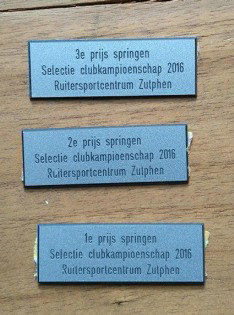 3e prijs springen
Selectie clubkampioenschap 2016
Ruitersportcentrum Zutphen
2e prijs springen
Selectie clubkampioenschap 2016
Ruitersportcentrum Zutphen
1e prijs springen
Selectie clubkampioenschap 2016
Ruitersportcentrum Zutphen